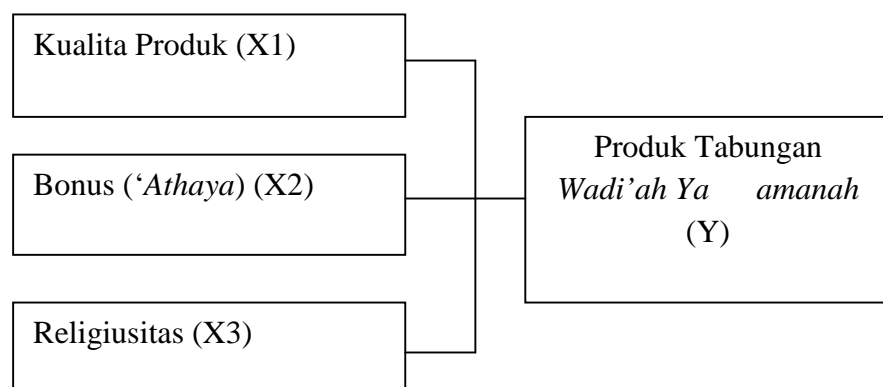 Kualita Produk (X1)
Bonus (‘Athaya) (X2)
Religiusitas (X3)
Produk Tabungan
Wadi’ah Ya amanah
(Y)